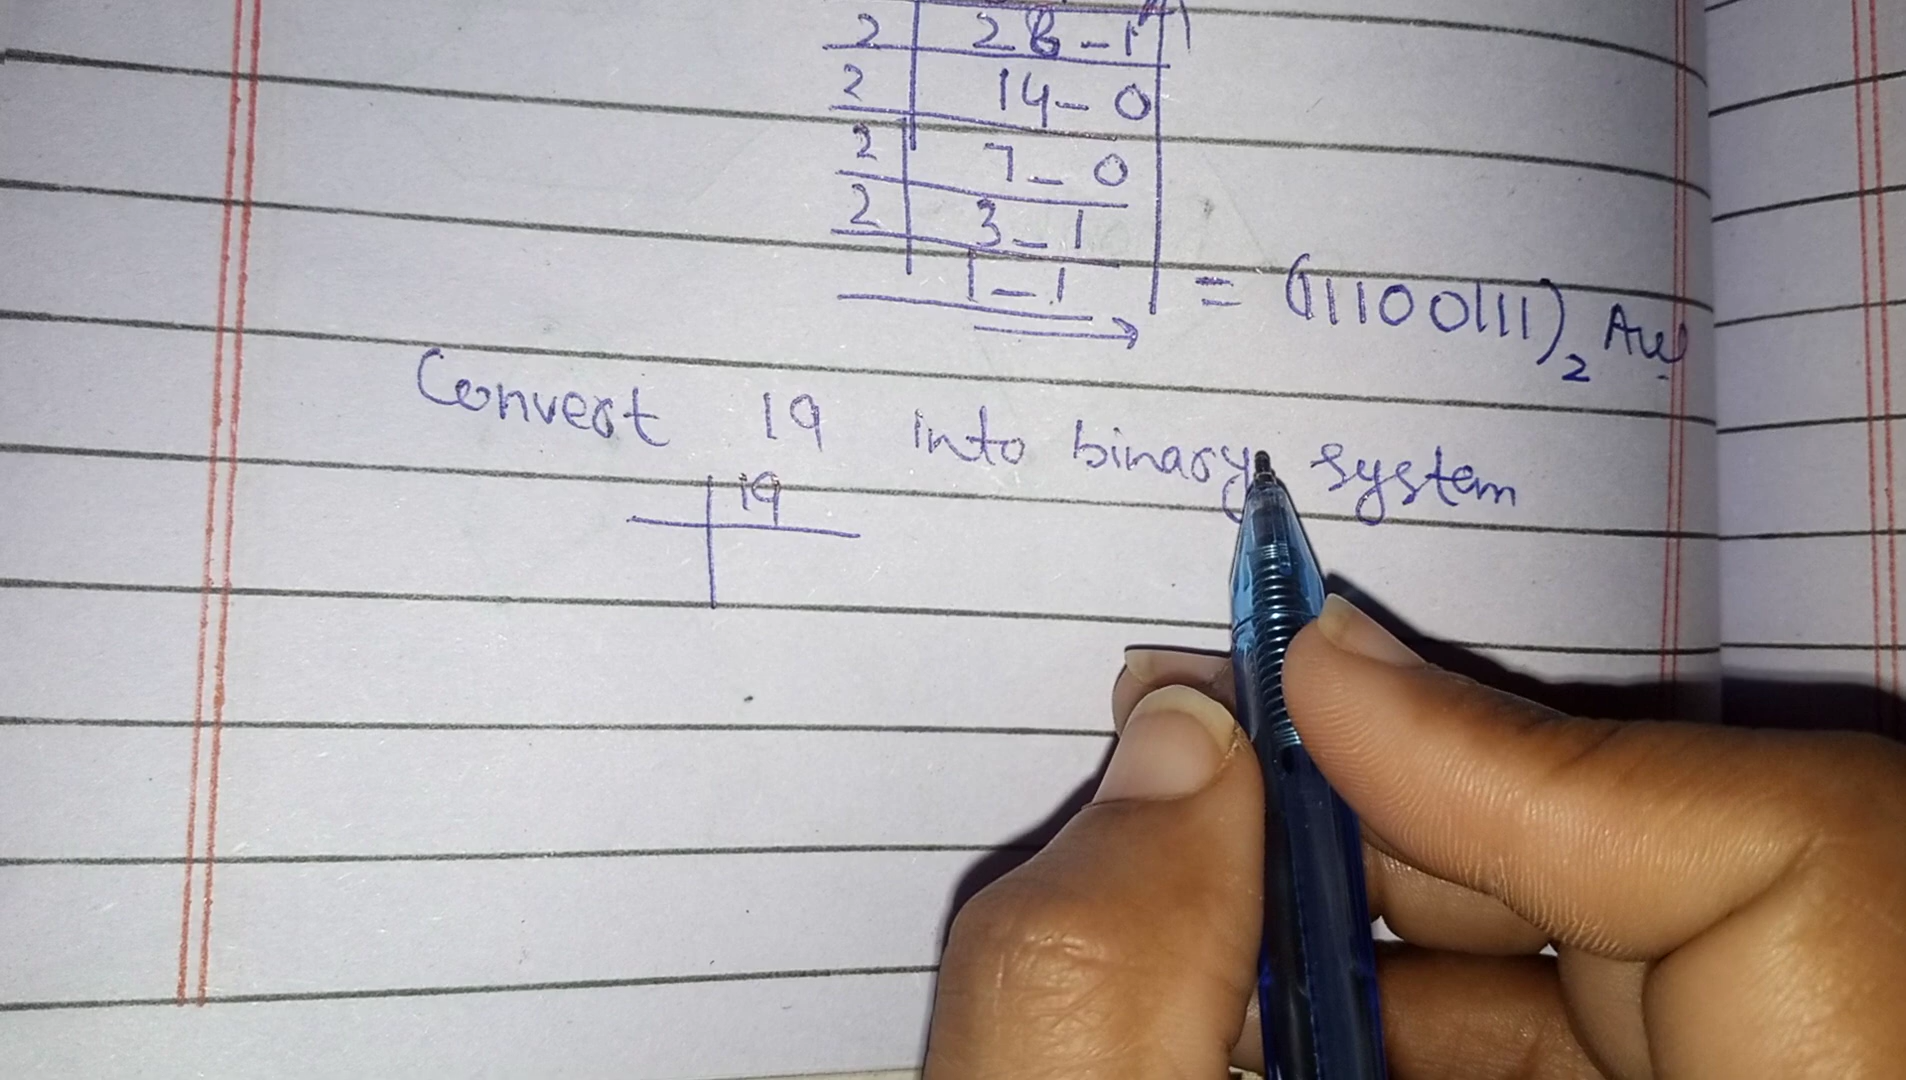 2 28-1
2 14-0
2 7-0
2 3-1
1-1 = (11100111)2 Ans
Convert 19 into binary system
19